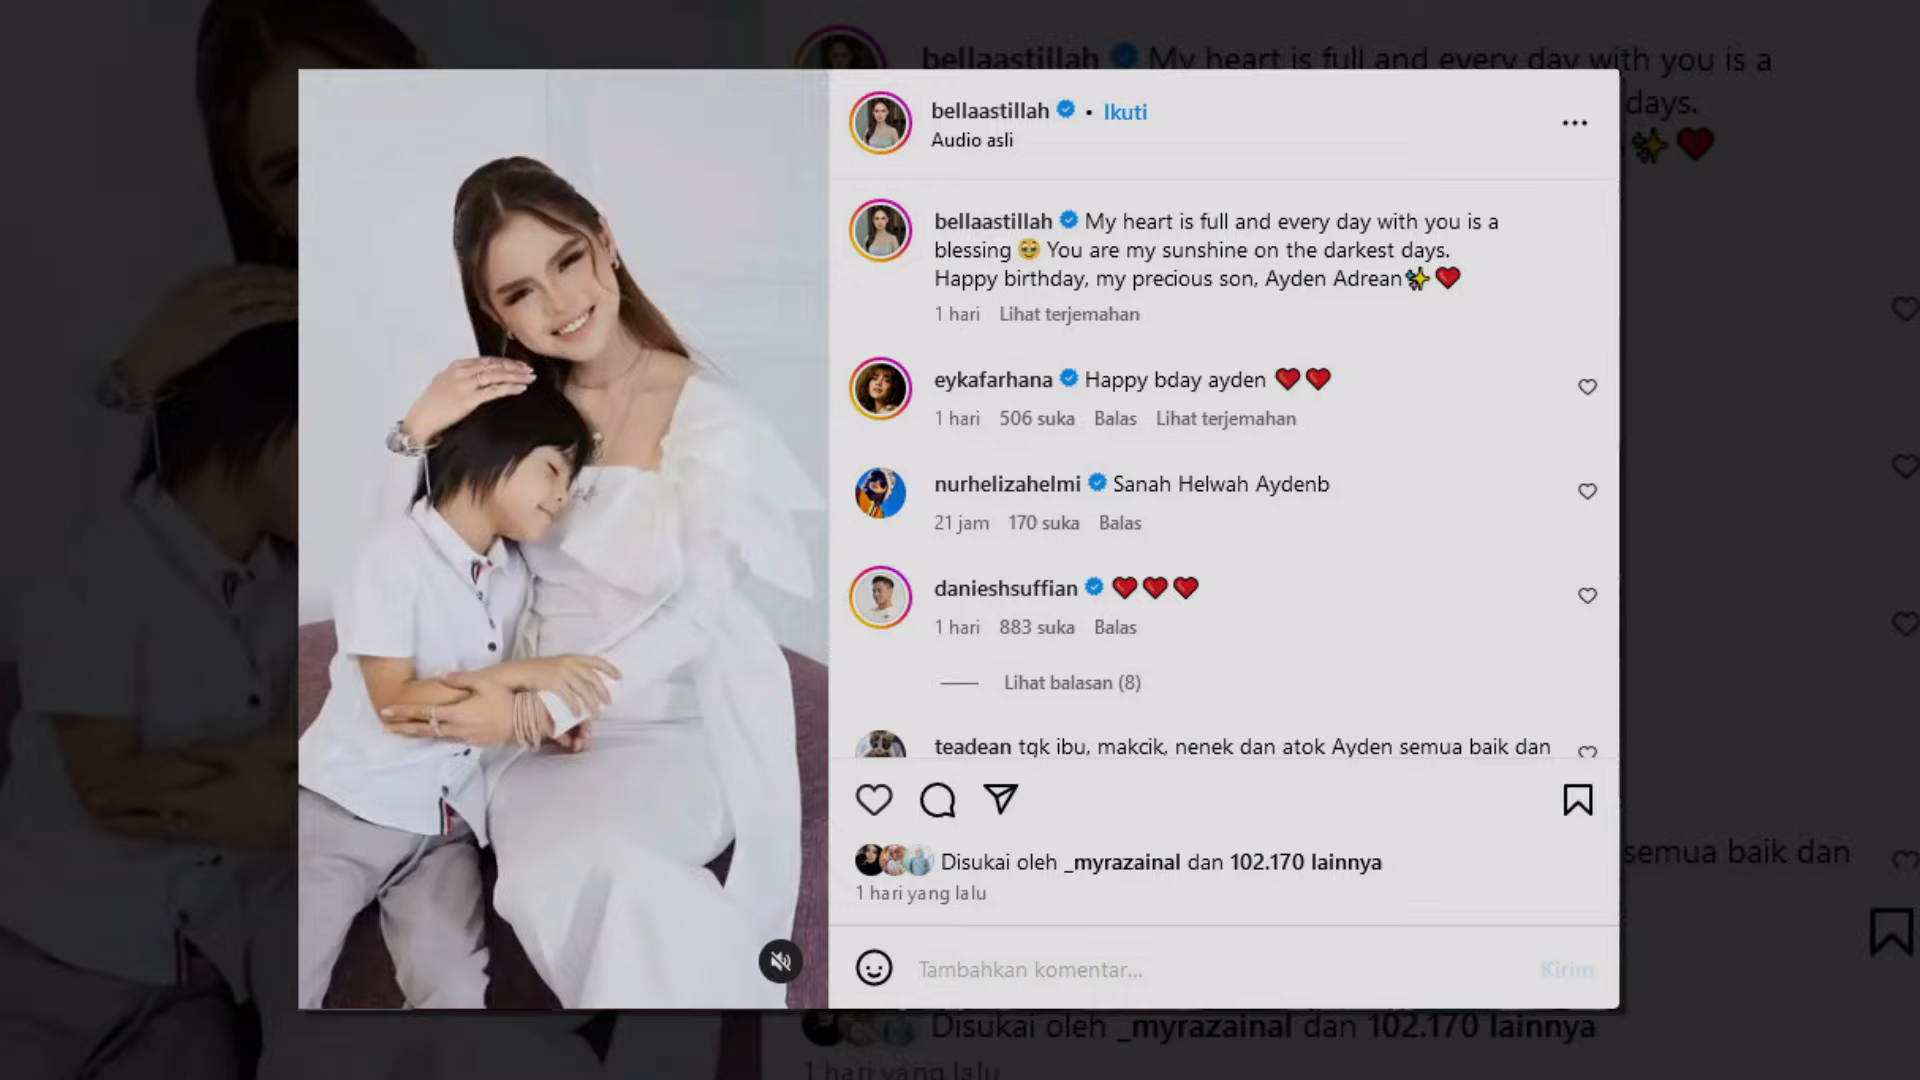 bellaastillah My heart is full and every day with you is a
days.
bellaastillah • Ikuti
Audio asli
bellaastillah My heart is full and every day with you is a
blessing 🥹 You are my sunshine on the darkest days.
Happy birthday, my precious son, Ayden Adrean✨❤️
1 hari Lihat terjemahan
eykafarhana Happy bday ayden ❤️❤️
1 hari 506 suka Balas Lihat terjemahan
nurhelizahelmi Sanah Helwah Aydenb
21 jam 170 suka Balas
danieshsuffian ❤️❤️❤️
1 hari 883 suka Balas
Lihat balasan (8)
teadean tgk ibu, makcik, nenek dan atok Ayden semua baik dan
semua baik dan
Disukai oleh _myrazainal dan 102.170 lainnya
1 hari yang lalu
Tambahkan komentar...
Kirim
Disukai oleh _myrazainal dan 102.170 lainnya
1 hari yang lalu